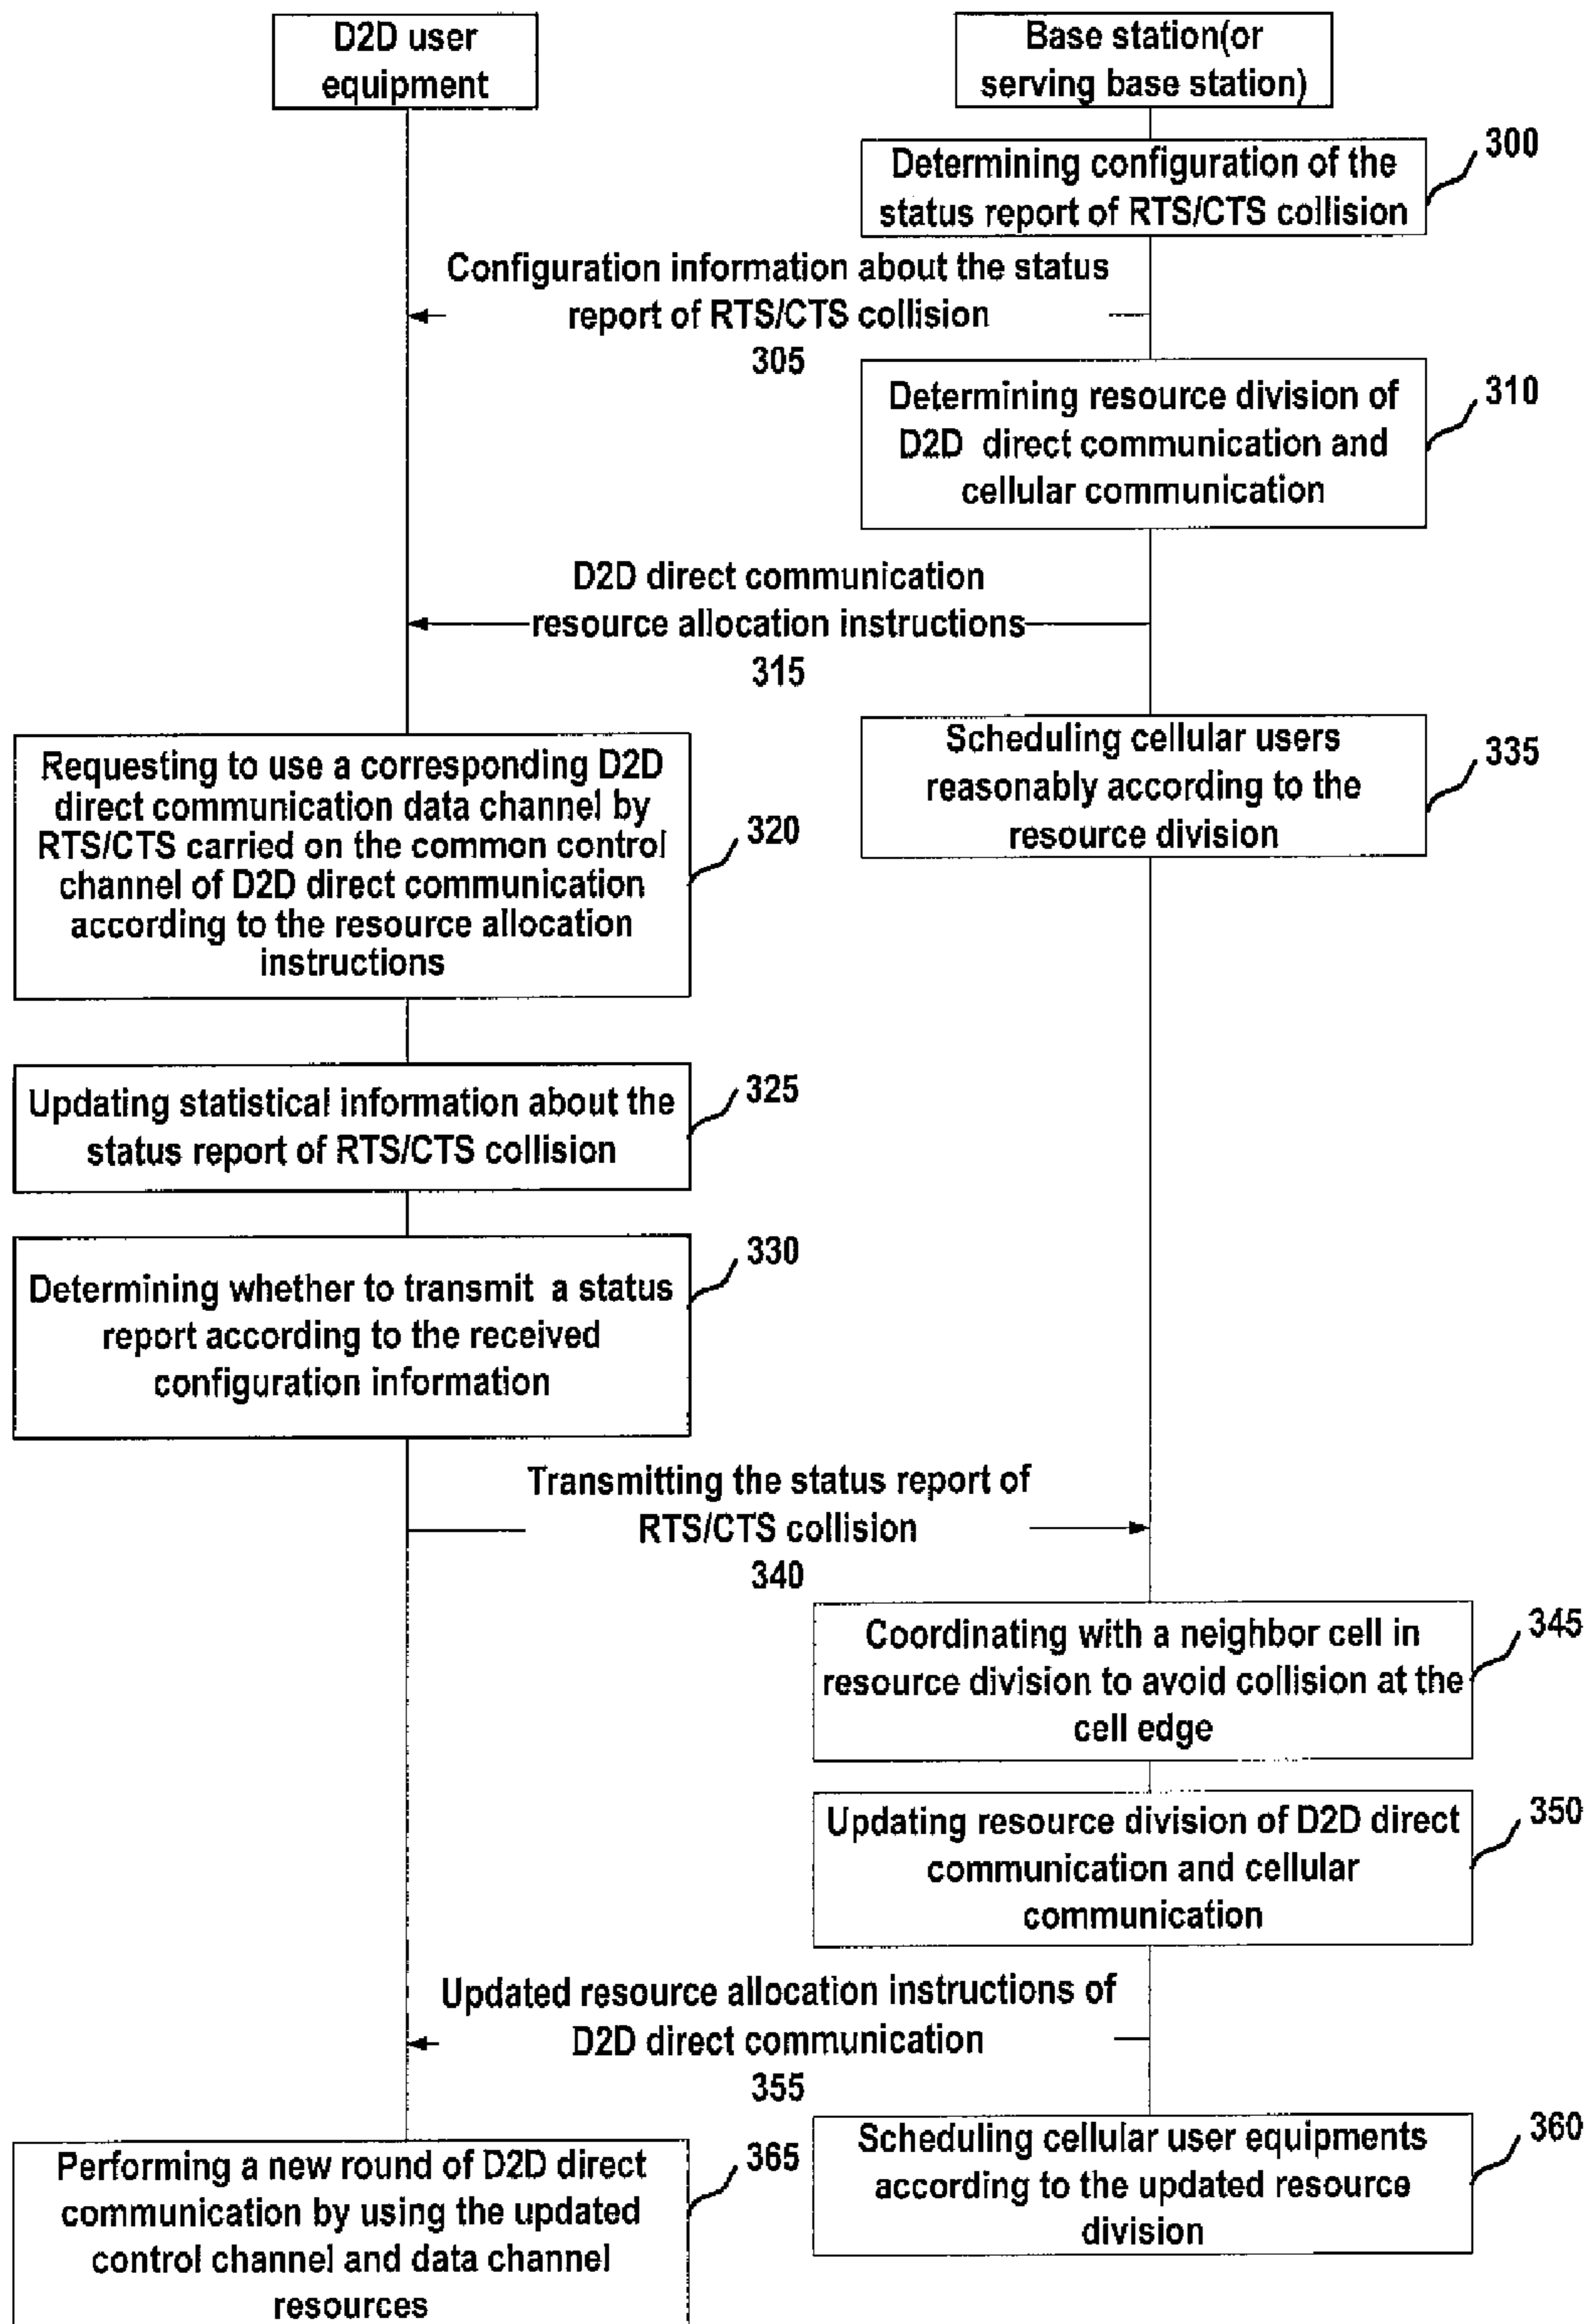 D2D user
equipment
Base station(or
serving base station)
Determining configuration of the
status report of RTS/CTS collision
300
Configuration information about the status
report of RTS/CTS collision
305
Determining resource division of
D2D direct communication and
cellular communication
310
D2D direct communication
resource allocation instructions
315
Scheduling cellular users
reasonably according to the
resource division
335
Requesting to use a corresponding D2D
direct communication data channel by
RTS/CTS carried on the common control
channel of D2D direct communication
according to the resource allocation
instructions
320
Updating statistical information about the
status report of RTS/CTS collision
325
Determining whether to transmit a status
report according to the received
configuration information
330
Transmitting the status report of
RTS/CTS collision
340
Coordinating with a neighbor cell in
resource division to avoid collision at the
cell edge
345
Updating resource division of D2D direct
communication and cellular
communication
350
Updated resource allocation instructions of
D2D direct communication
355
Scheduling cellular user equipments
according to the updated resource
division
360
Performing a new round of D2D direct
communication by using the updated
control channel and data channel
resources
365